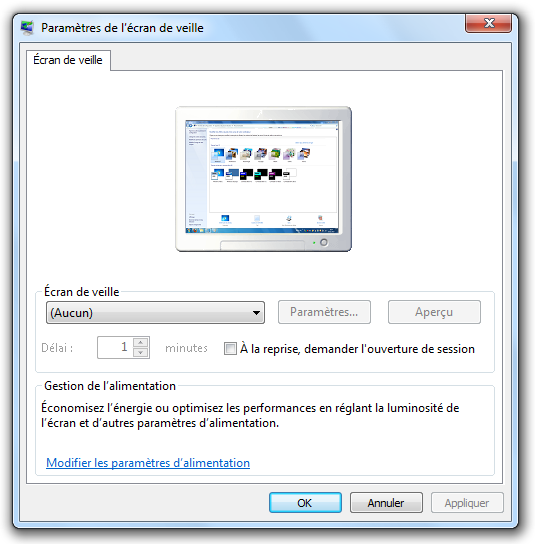 Paramètres de l'écran de veille
Écran de veille
Écran de veille
(Aucun)
Paramètres...
Aperçu
Délai :
1
minutes
À la reprise, demander l'ouverture de session
Gestion de l'alimentation
Économisez l'énergie ou optimisez les performances en réglant la luminosité de
l'écran et d'autres paramètres d'alimentation.
Modifier les paramètres d'alimentation
OK
Annuler
Appliquer